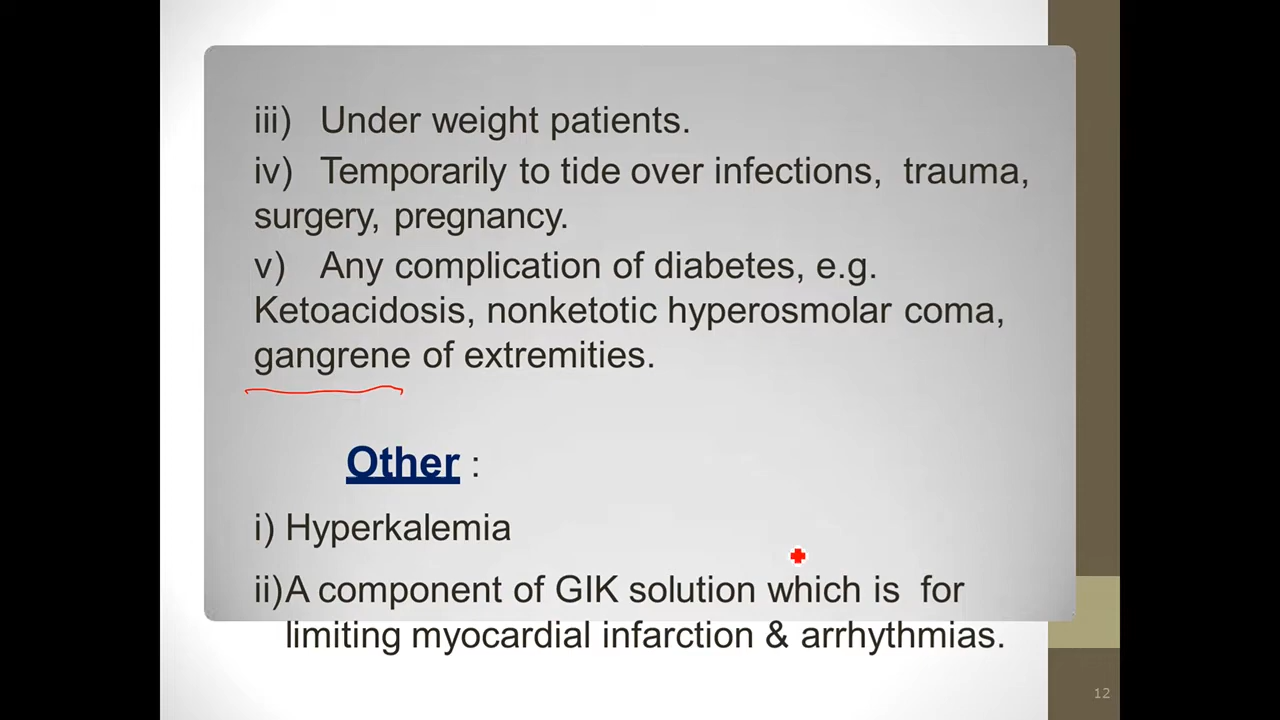 iii) Under weight patients.
iv) Temporarily to tide over infections, trauma,
surgery, pregnancy.
v) Any complication of diabetes, e.g.
Ketoacidosis, nonketotic hyperosmolar coma,
gangrene of extremities.
Other :
i) Hyperkalemia
ii)A component of GIK solution which is for
limiting myocardial infarction & arrhythmias.
12